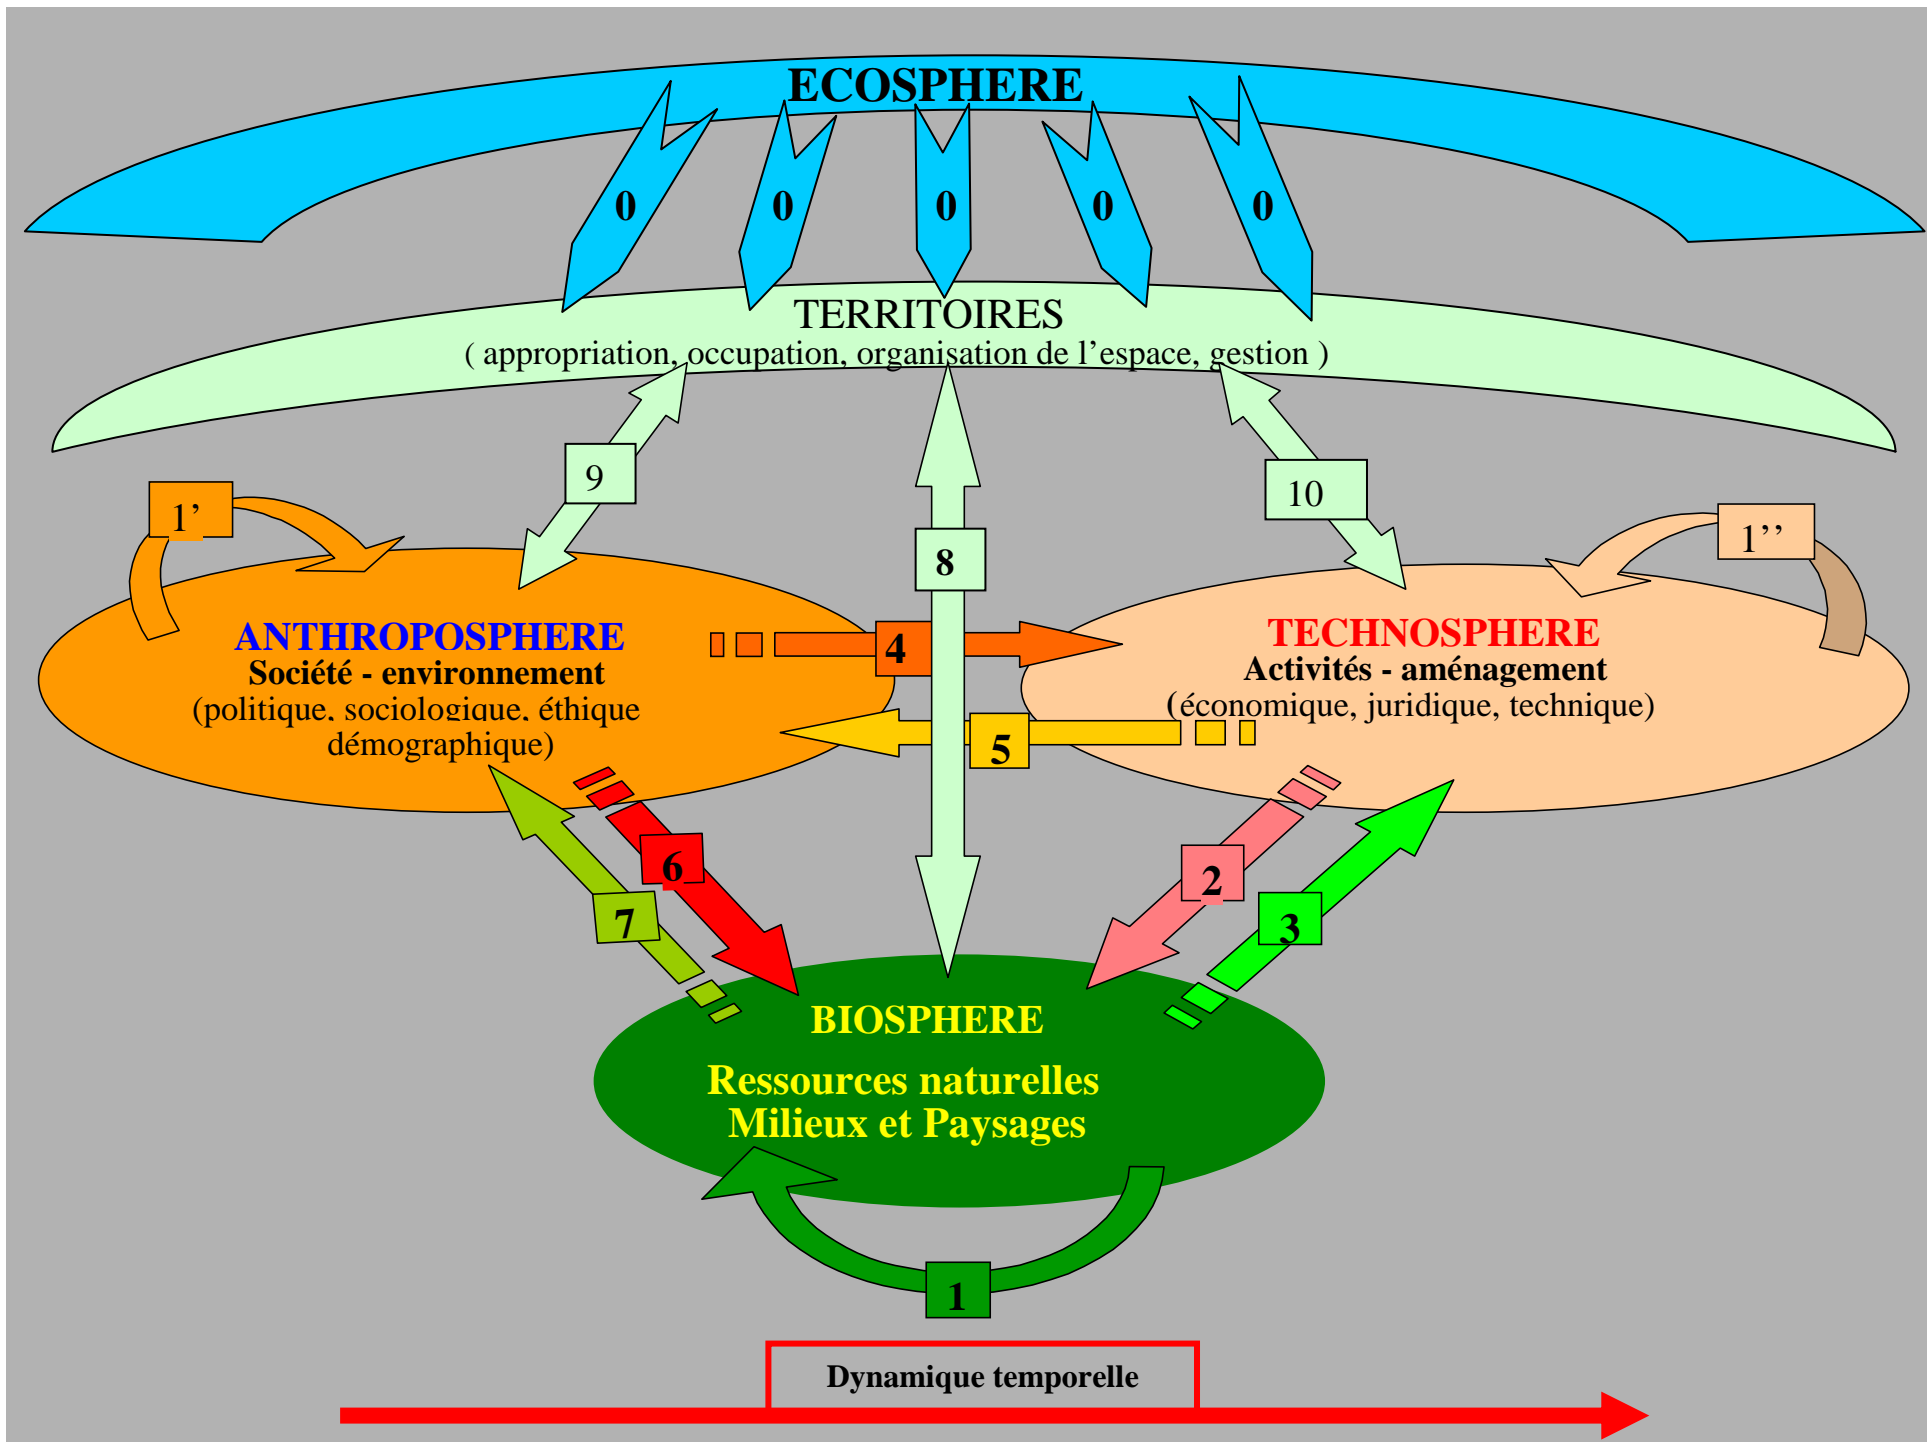 ECOSPHERE
0 0 0 0 0
TERRITOIRES
( appropriation, occupation, organisation de l’espace, gestion )
9
10
1’
1’’
8
ANTHROPOSPHERE
Société - environnement
(politique, sociologique, éthique
démographique)
4
TECHNOSPHERE
Activités - aménagement
(économique, juridique, technique)
5
6
2
7
3
BIOSPHERE
Ressources naturelles
Milieux et Paysages
1
Dynamique temporelle